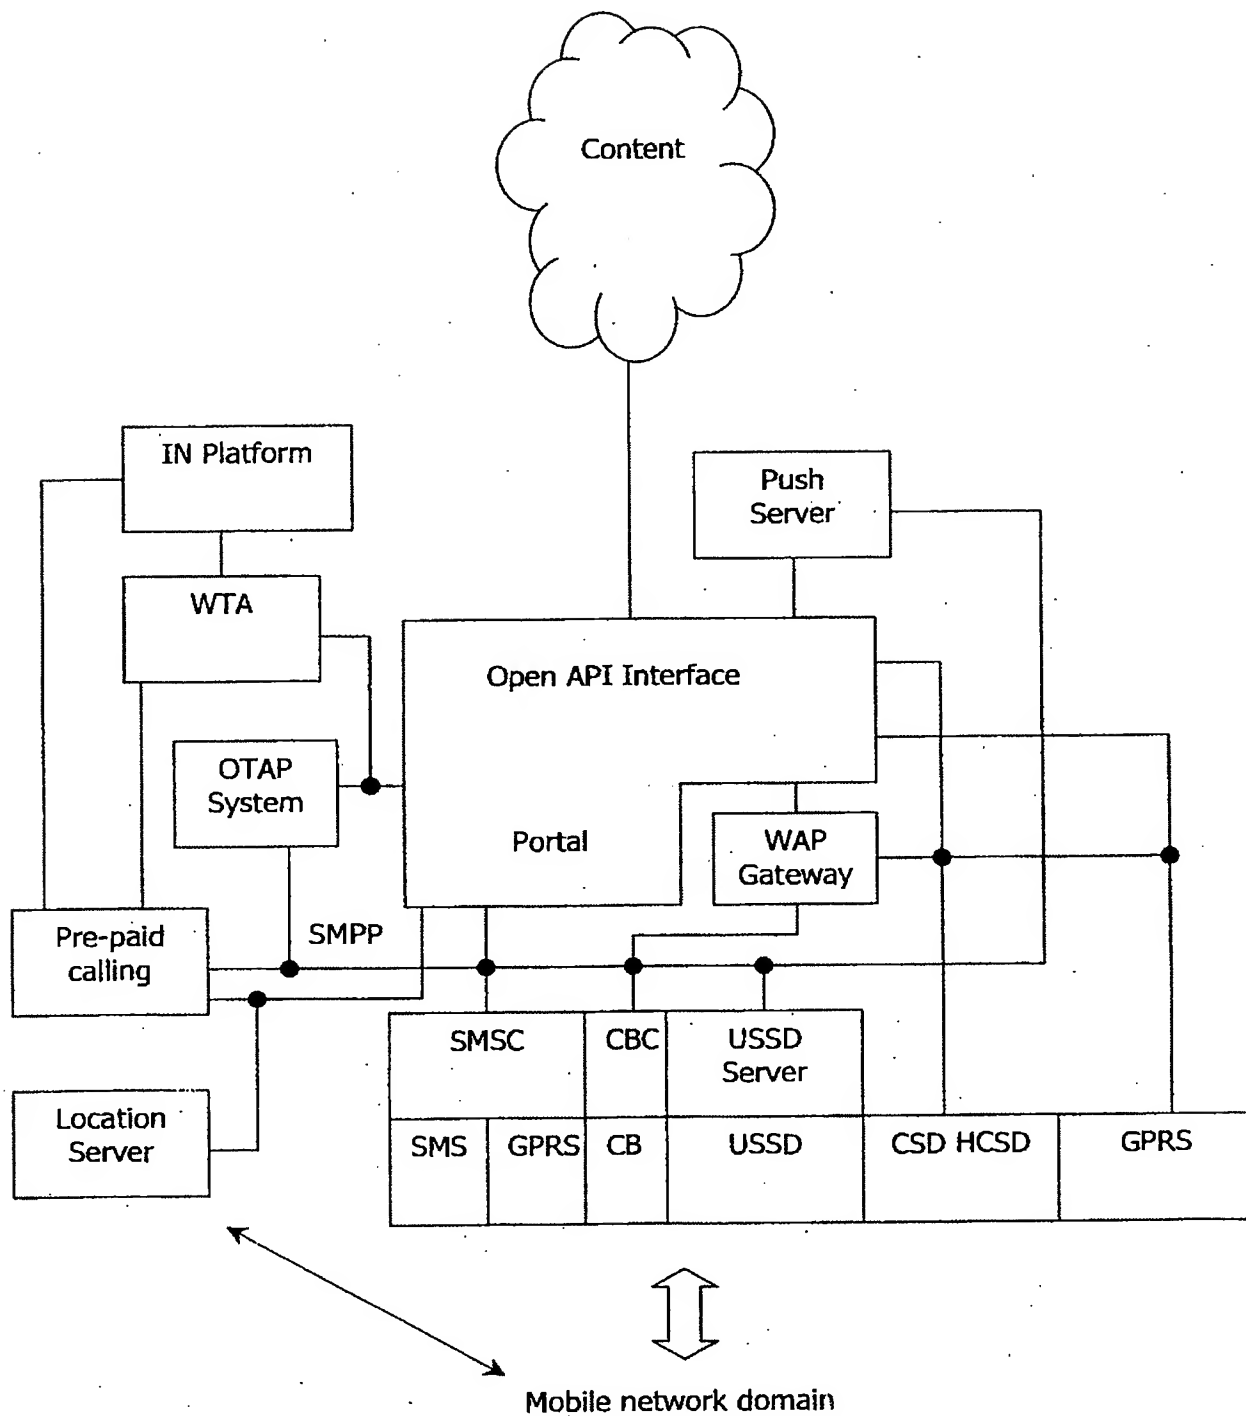 Content
IN Platform
Push
Server
WTA
Open API Interface
OTAP
System
Portal
WAP
Gateway
Pre-paid
calling
SMPP
SMSC
CBC
USSD
Server
Location
Server
SMS
GPRS
CB
USSD
CSD HCSD
GPRS
Mobile network domain